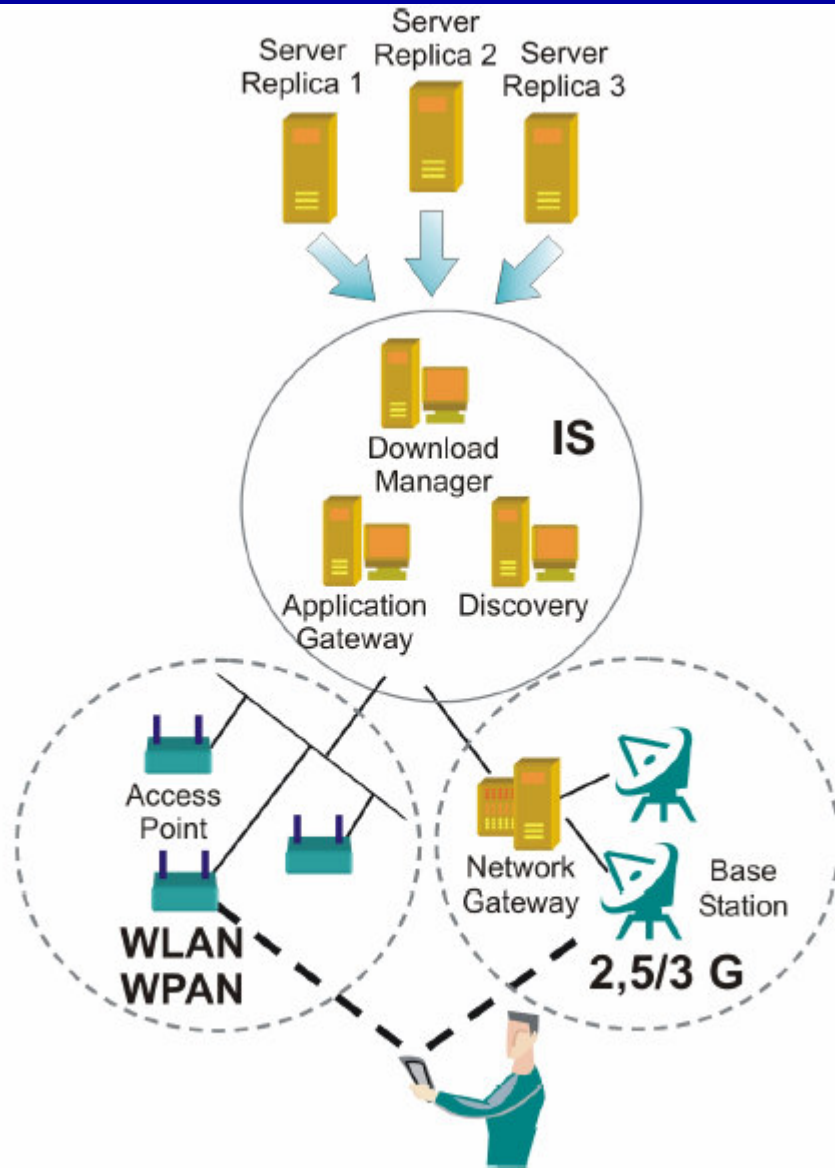 Server
Replica 1
Server
Replica 2
Server
Replica 3
Download
Manager
IS
Application
Gateway
Discovery
Access
Point
WLAN
WPAN
Network
Gateway
Base
Station
2,5/3 G